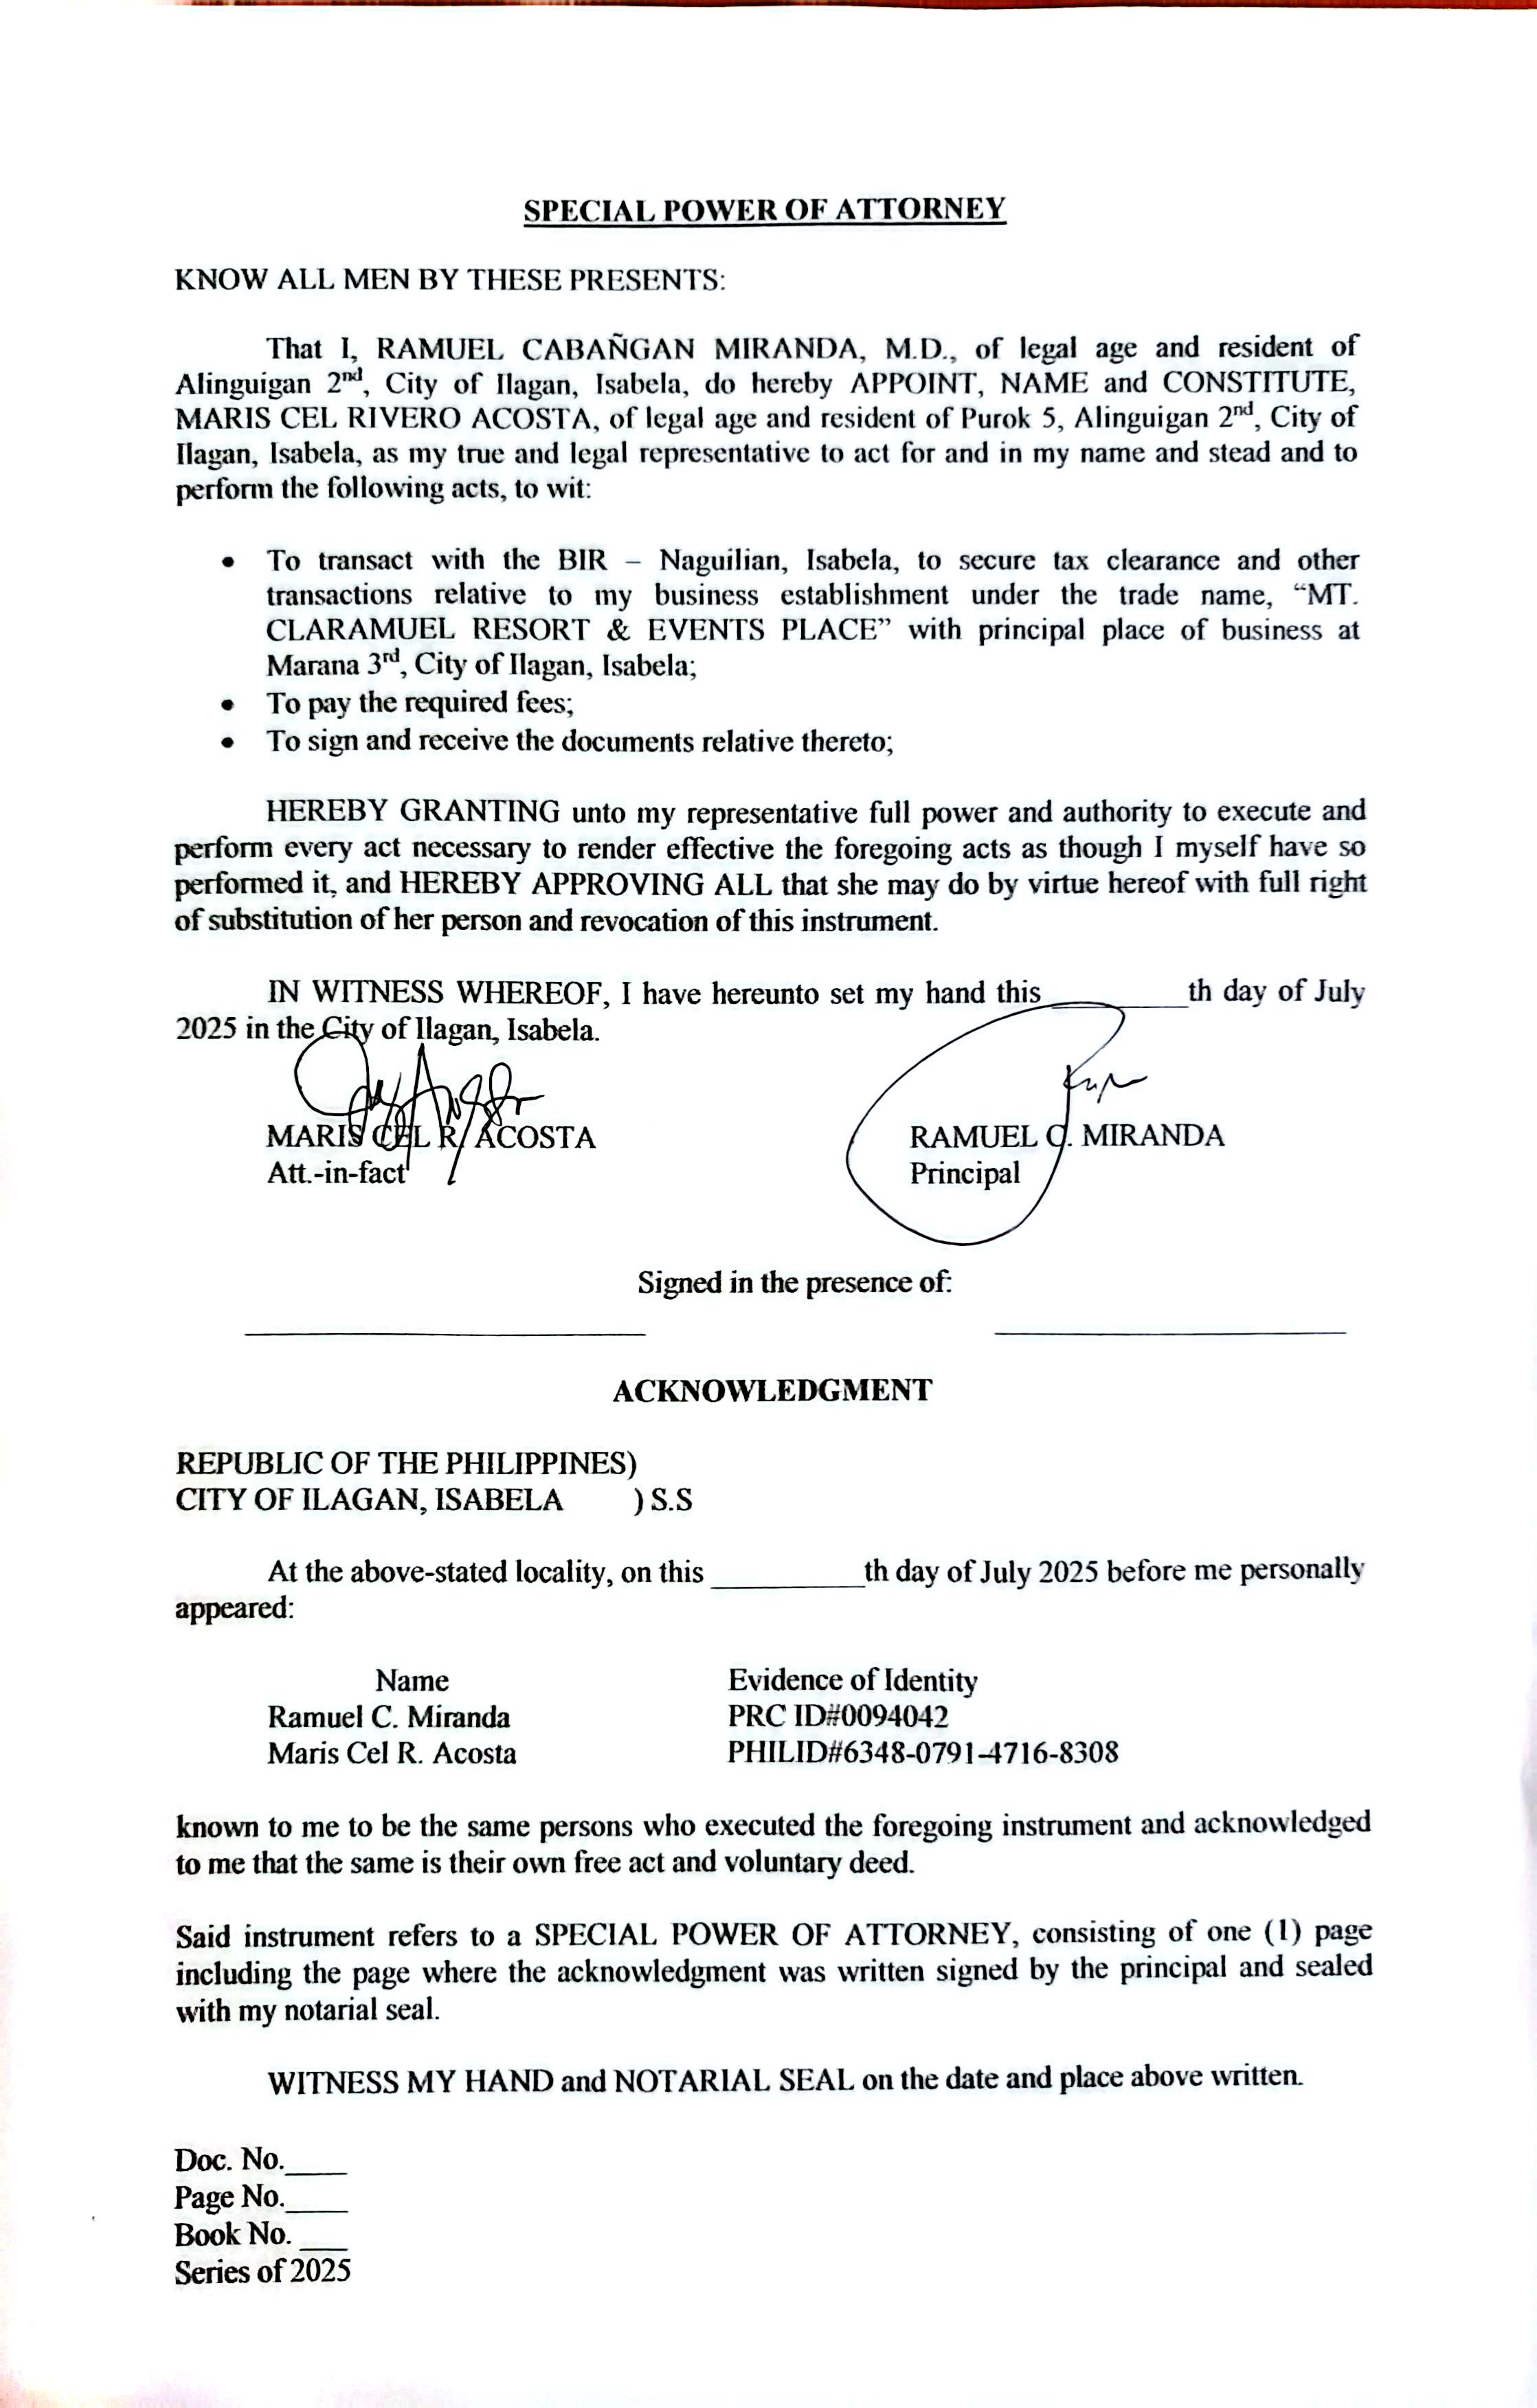 SPECIAL POWER OF ATTORNEY
KNOW ALL MEN BY THESE PRESENTS:
That I, RAMUEL CABAÑGAN MIRANDA, M.D., of legal age and resident of
Alinguigan 2nd, City of Ilagan, Isabela, do hereby APPOINT, NAME and CONSTITUTE,
MARIS CEL RIVERO ACOSTA, of legal age and resident of Purok 5, Alinguigan 2nd, City of
Ilagan, Isabela, as my true and legal representative to act for and in my name and stead and to
perform the following acts, to wit:
• To transact with the BIR – Naguilian, Isabela, to secure tax clearance and other
transactions relative to my business establishment under the trade name, “MT.
CLARAMUEL RESORT & EVENTS PLACE” with principal place of business at
Marana 3rd, City of Ilagan, Isabela;
• To pay the required fees;
• To sign and receive the documents relative thereto;
HEREBY GRANTING unto my representative full power and authority to execute and
perform every act necessary to render effective the foregoing acts as though I myself have so
performed it, and HEREBY APPROVING ALL that she may do by virtue hereof with full right
of substitution of her person and revocation of this instrument.
IN WITNESS WHEREOF, I have hereunto set my hand this_________th day of July
2025 in the City of Ilagan, Isabela.
MARIS CEL R. ACOSTA RAMUEL C. MIRANDA
Att.-in-fact Principal
Signed in the presence of:
ACKNOWLEDGMENT
REPUBLIC OF THE PHILIPPINES)
CITY OF ILAGAN, ISABELA ) S.S
At the above-stated locality, on this __________th day of July 2025 before me personally
appeared:
Name Evidence of Identity
Ramuel C. Miranda PRC ID#0094042
Maris Cel R. Acosta PHILID#6348-0791-4716-8308
known to me to be the same persons who executed the foregoing instrument and acknowledged
to me that the same is their own free act and voluntary deed.
Said instrument refers to a SPECIAL POWER OF ATTORNEY, consisting of one (1) page
including the page where the acknowledgment was written signed by the principal and sealed
with my notarial seal.
WITNESS MY HAND and NOTARIAL SEAL on the date and place above written.
Doc. No.____
Page No.____
Book No. ___
Series of 2025